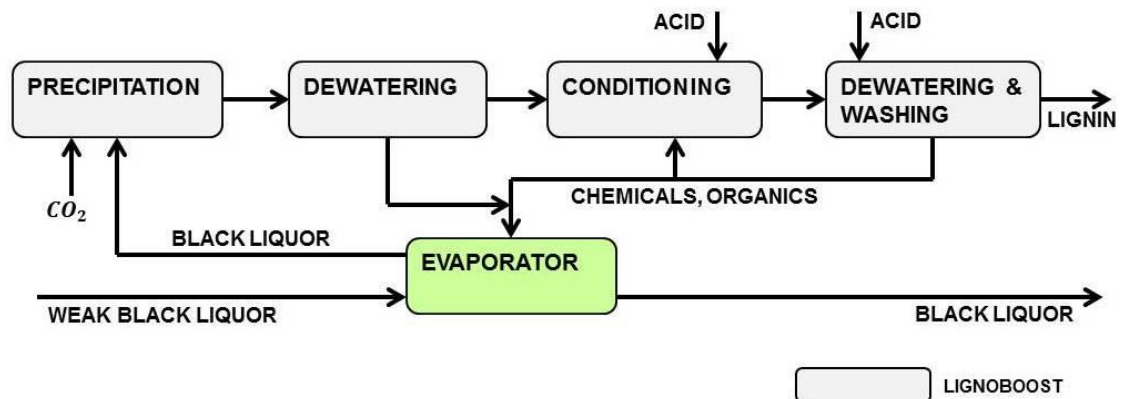 ACID
ACID
PRECIPITATION
DEWATERING
CONDITIONING
DEWATERING &
WASHING
LIGNIN
CO₂
CHEMICALS, ORGANICS
BLACK LIQUOR
EVAPORATOR
WEAK BLACK LIQUOR
BLACK LIQUOR
LIGNOBOOST